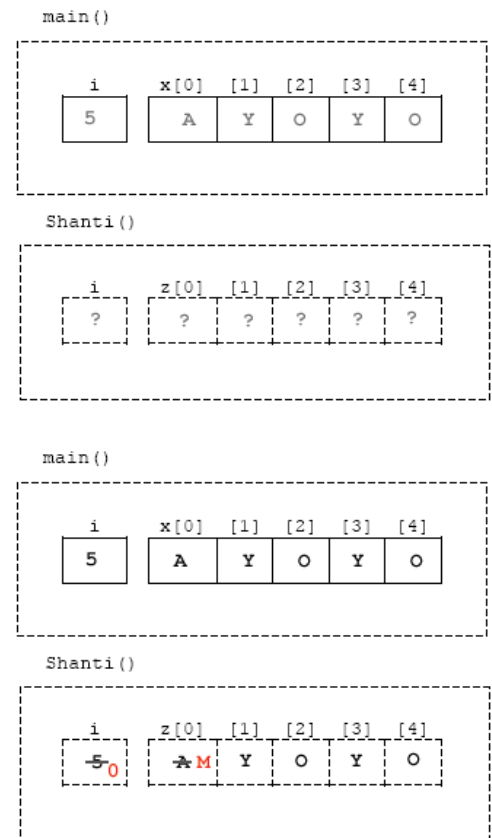 main()
i x[0] [1] [2] [3] [4]
5 A Y O Y O
Shanti()
i z[0] [1] [2] [3] [4]
? ? ? ? ? ?
main()
i x[0] [1] [2] [3] [4]
5 A Y O Y O
Shanti()
i z[0] [1] [2] [3] [4]
5 0 A M Y O Y O